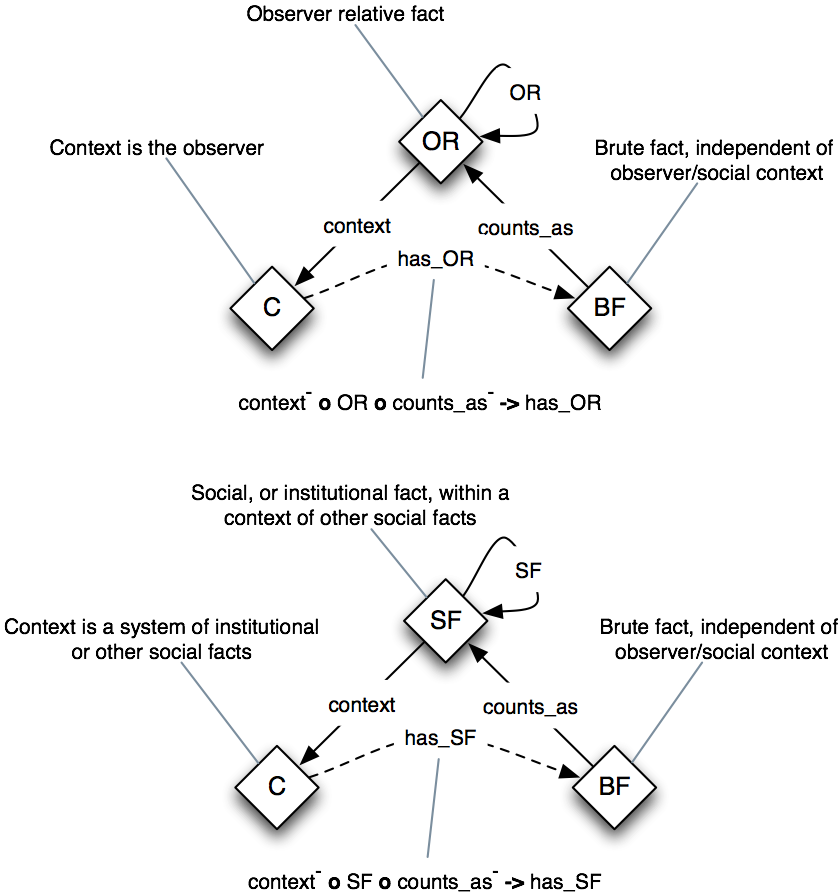 Observer relative fact
OR
OR
Context is the observer
Brute fact, independent of
observer/social context
context
counts_as
has_OR
C
BF
context⁻ o OR o counts_as⁻ -> has_OR
Social, or institutional fact, within a
context of other social facts
SF
SF
Context is a system of institutional
or other social facts
Brute fact, independent of
observer/social context
context
counts_as
has_SF
C
BF
context⁻ o SF o counts_as⁻ -> has_SF